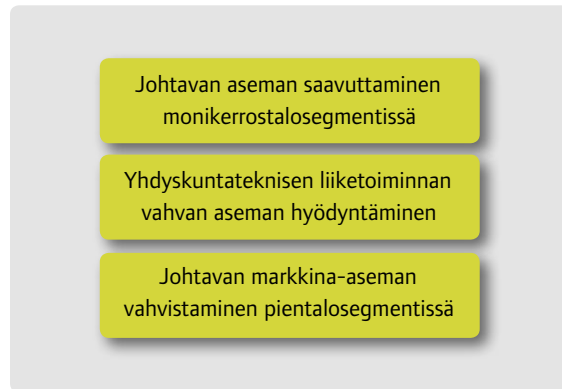 Johtavan aseman saavuttaminen
monikerrostalosegmentissä
Yhdyskuntateknisen liiketoiminnan
vahvan aseman hyödyntäminen
Johtavan markkina-aseman
vahvistaminen pientalosegmentissä